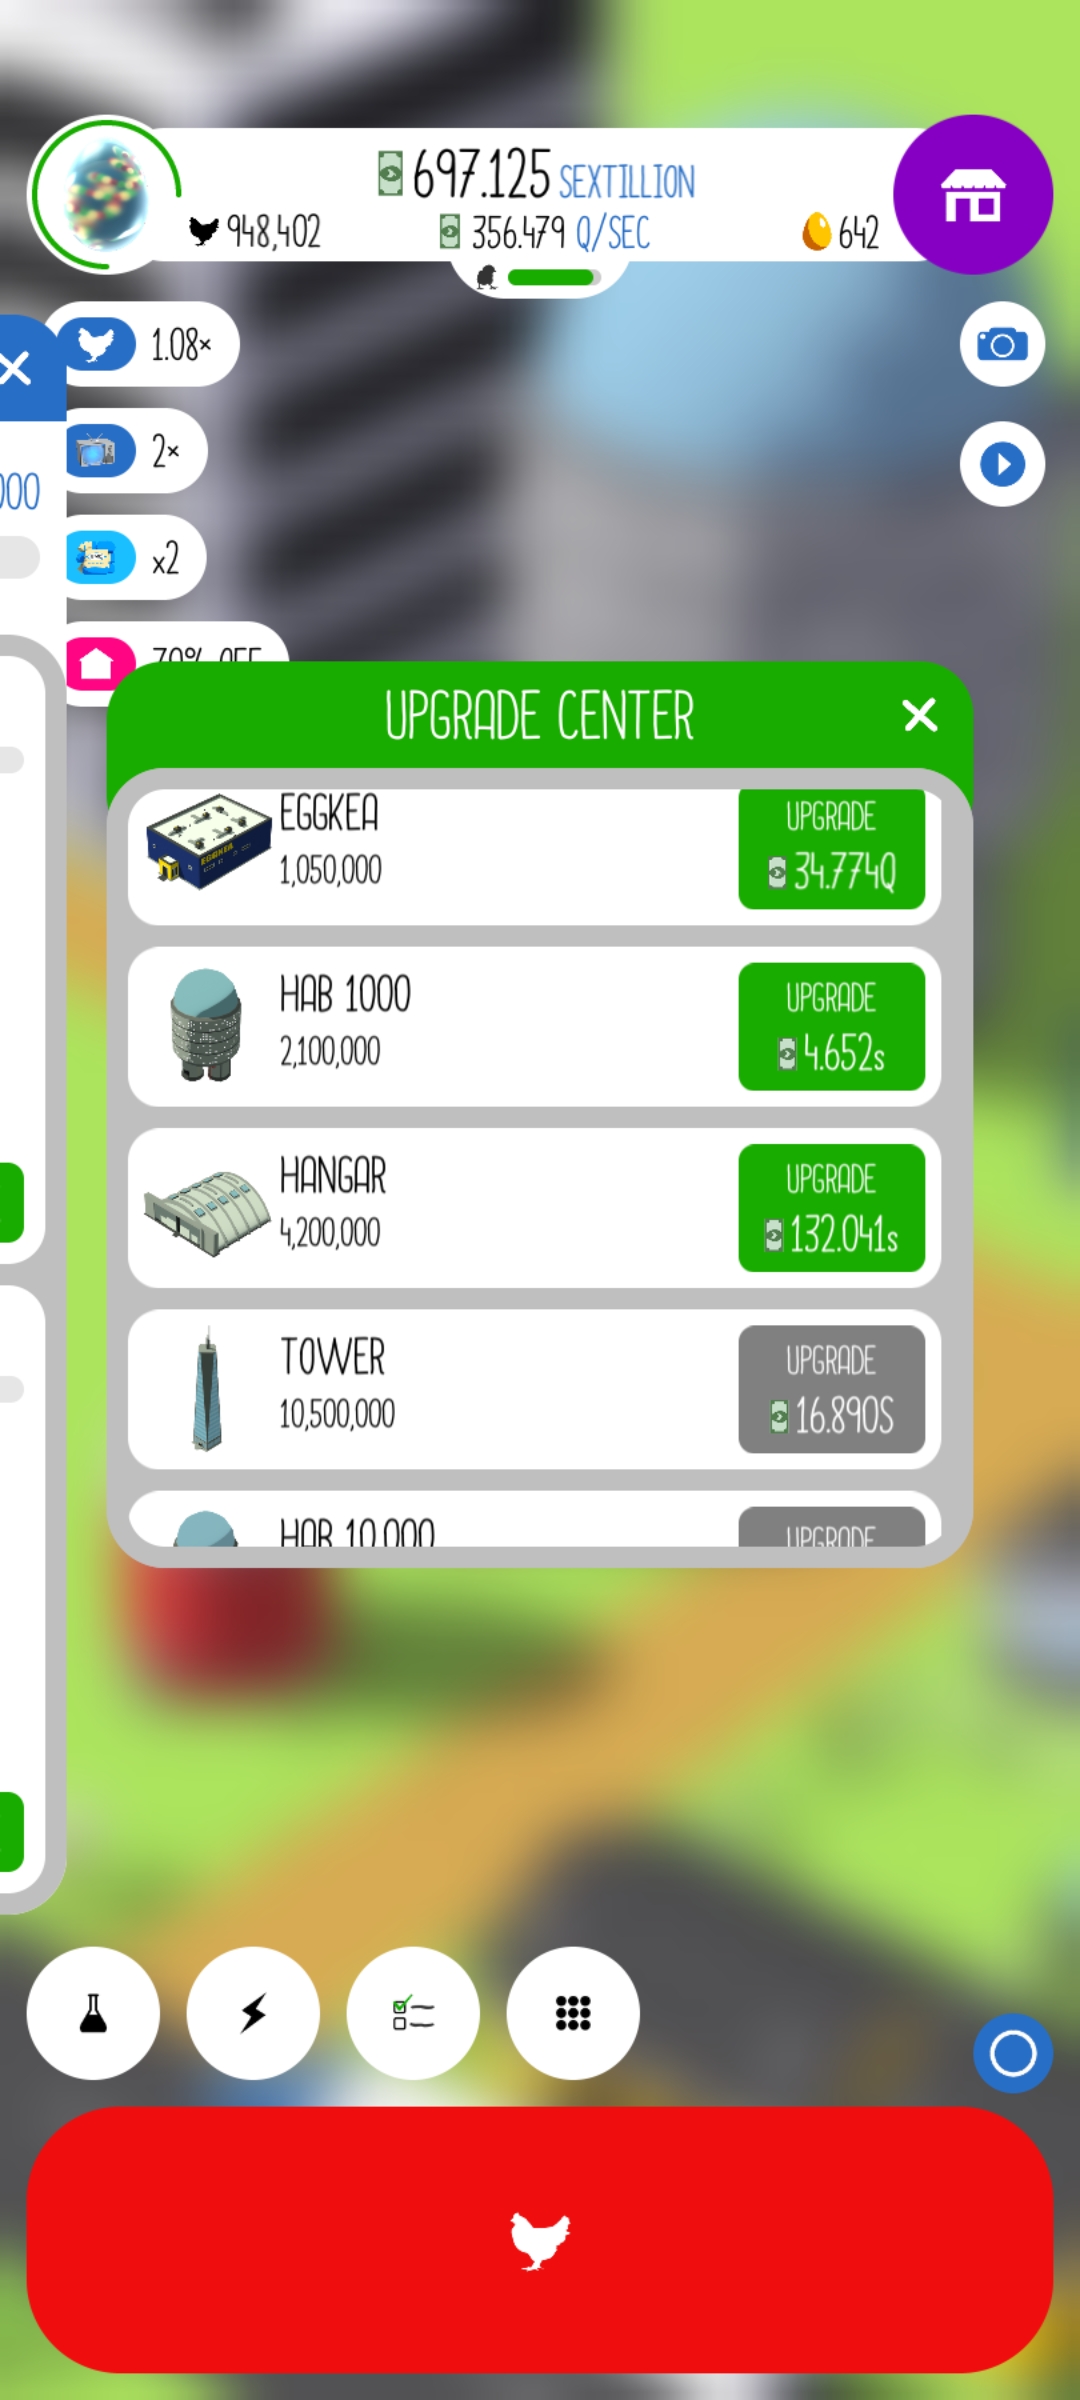 697.125 SEXTILLION
948,402
356.479 Q/SEC
642
1.08×
2×
000
x2
70% OFF
UPGRADE CENTER
EGGKEA
1,050,000
UPGRADE
34.774Q
HAB 1000
2,100,000
UPGRADE
4.652s
HANGAR
4,200,000
UPGRADE
132.041s
TOWER
10,500,000
UPGRADE
16.890S
HAB 10,000
UPGRADE